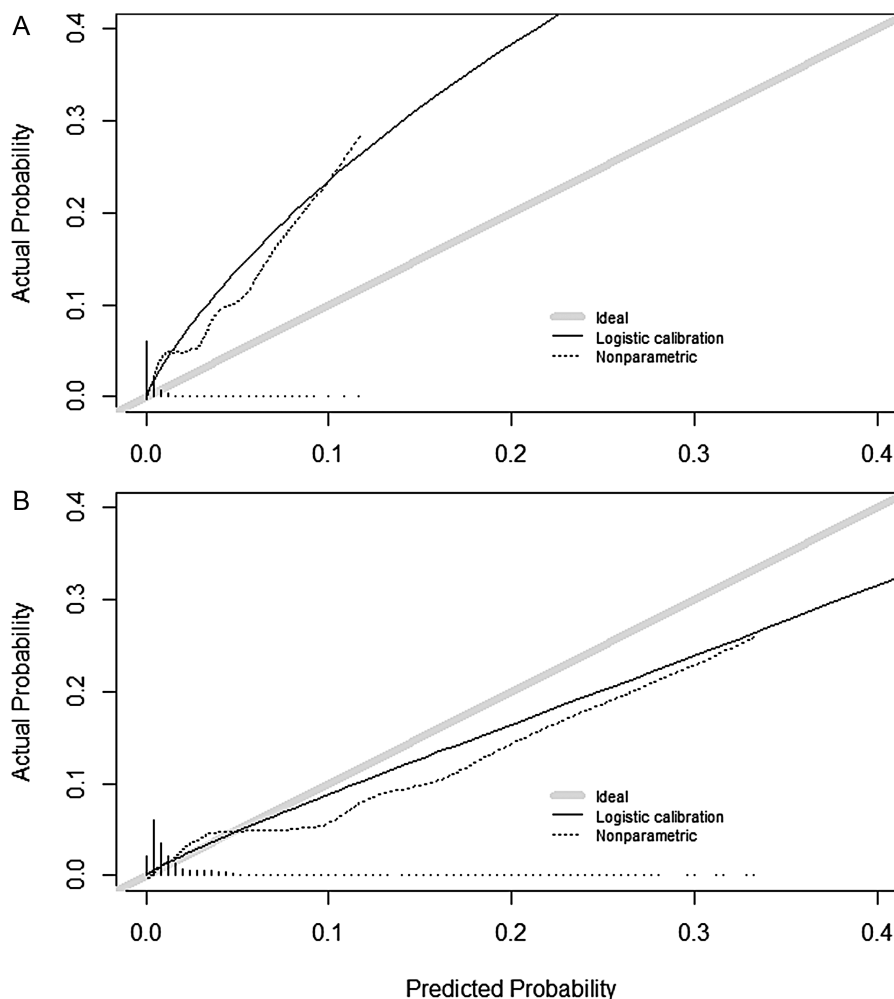 A
Actual Probability
0.4
0.3
0.2
0.1
0.0
Ideal
Logistic calibration
Nonparametric
0.0 0.1 0.2 0.3 0.4
B
Actual Probability
0.4
0.3
0.2
0.1
0.0
Ideal
Logistic calibration
Nonparametric
0.0 0.1 0.2 0.3 0.4
Predicted Probability